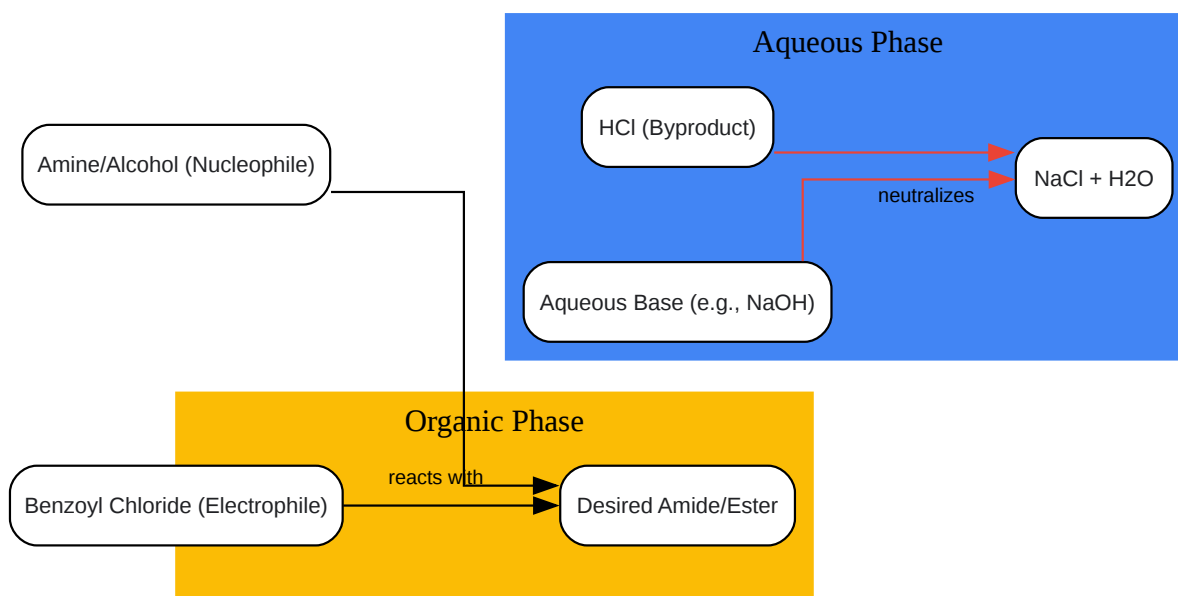 Aqueous Phase
HCl (Byproduct)
Amine/Alcohol (Nucleophile)
NaCl + H2O
neutralizes
Aqueous Base (e.g., NaOH)
Organic Phase
reacts with
Benzoyl Chloride (Electrophile)
Desired Amide/Ester